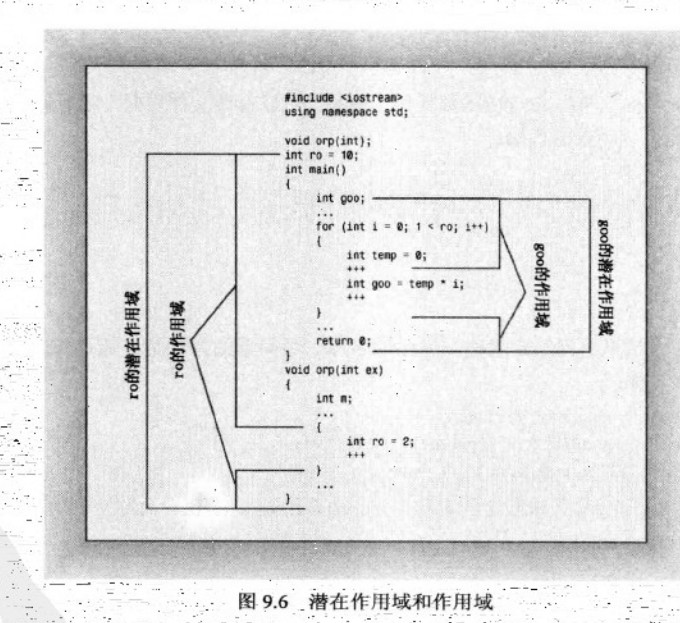 #include <iostream>
using namespace std;
void orp(int);
int ro = 10;
int main()
{
int goo;
...
for (int i = 0; 1 < ro; i++)
{
int temp = 0;
+++
int goo = temp * i;
+++
}
...
return 0;
}
void orp(int ex)
{
int m;
...
{
int ro = 2;
+++
}
...
}
ro的潜在作用域
ro的作用域
goo的作用域
goo的潜在作用域
图 9.6 潜在作用域和作用域